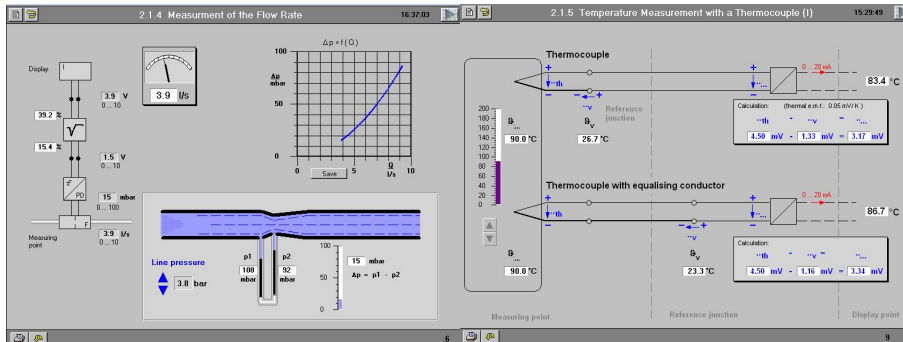 2.1.4 Measurment of the Flow Rate
16:37:03
Display
I
3.9 V
0 ... 10
39.2 %
√
15.4 %
1.5 V
0 ... 10
PD
15 mbar
0 ... 100
F
Measuring
point
3.9 l/s
0 ... 10
3.9 l/s
Δp = f(Q)
100
Δp
mbar
50
0
0
Save
5
Q
l/s
10
Line pressure
3.8 bar
p1
108
mbar
p2
92
mbar
100
50
0
15 mbar
Δp = p1 - p2
6
2.1.5 Temperature Measurement with a Thermocouple (I)
15:29:49
Thermocouple
+
th
-
- +
v
Reference
junction
+
-
0 ... 20 mA
83.4 °C
200
180
160
140
120
100
80
60
40
20
0
ϑ...
90.0 °C
ϑv
26.7 °C
Calculation: (thermal e.m.f.: 0.05 mV/K)
th - v = ...
4.50 mV - 1.33 mV = 3.17 mV
Thermocouple with equalising conductor
+
th
-
- +
v
+
-
0 ... 20 mA
86.7 °C
ϑ...
90.0 °C
ϑv
23.3 °C
Calculation:
th - v = ...
4.50 mV - 1.16 mV = 3.34 mV
Measuring point
Reference junction
Display point
9